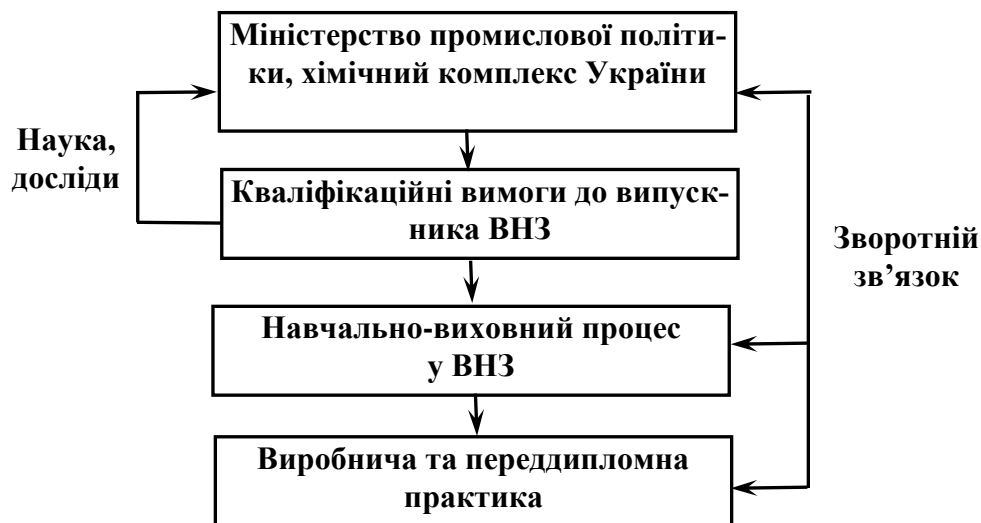 Міністерство промислової політи-
ки, хімічний комплекс України
Наука,
досліди
Кваліфікаційні вимоги до випуск-
ника ВНЗ
Зворотній
зв’язок
Навчально-виховний процес
у ВНЗ
Виробнича та переддипломна
практика